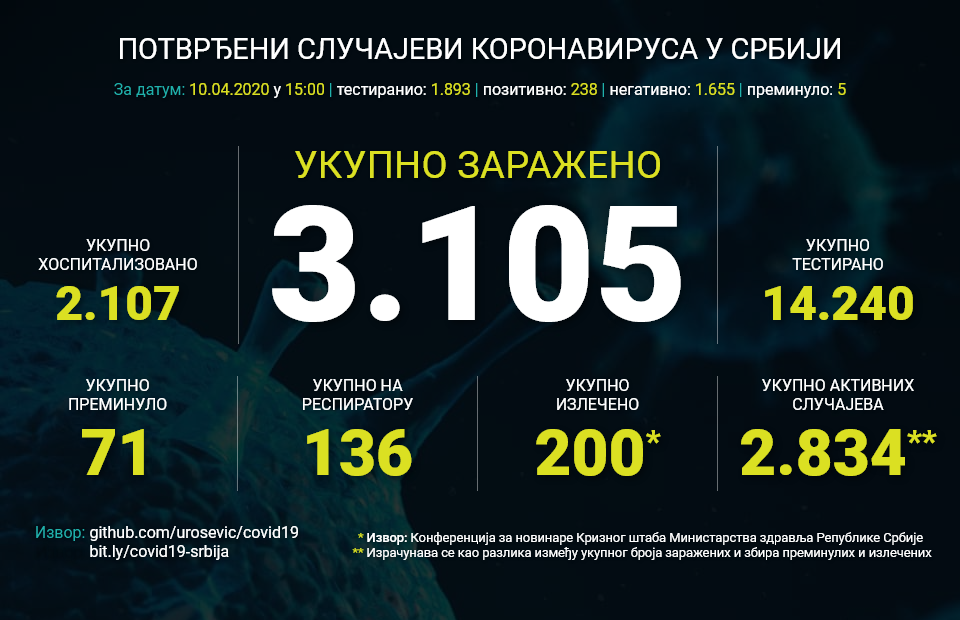 ПОТВРЂЕНИ СЛУЧАЈЕВИ КОРОНАВИРУСА У СРБИЈИ
За датум: 10.04.2020 у 15:00 | тестиранио: 1.893 | позитивно: 238 | негативно: 1.655 | преминуло: 5
УКУПНО ЗАРАЖЕНО
3.105
УКУПНО
ХОСПИТАЛИЗОВАНО
2.107
УКУПНО
ТЕСТИРАНО
14.240
УКУПНО
ПРЕМИНУЛО
71
УКУПНО НА
РЕСПИРАТОРУ
136
УКУПНО
ИЗЛЕЧЕНО
200*
УКУПНО АКТИВНИХ
СЛУЧАЈЕВА
2.834**
Извор: github.com/urosevic/covid19
bit.ly/covid19-srbija
* Извор: Конференција за новинаре Кризног штаба Министарства здравља Републике Србије
** Израчунава се као разлика између укупног броја заражених и збира преминулих и излечених